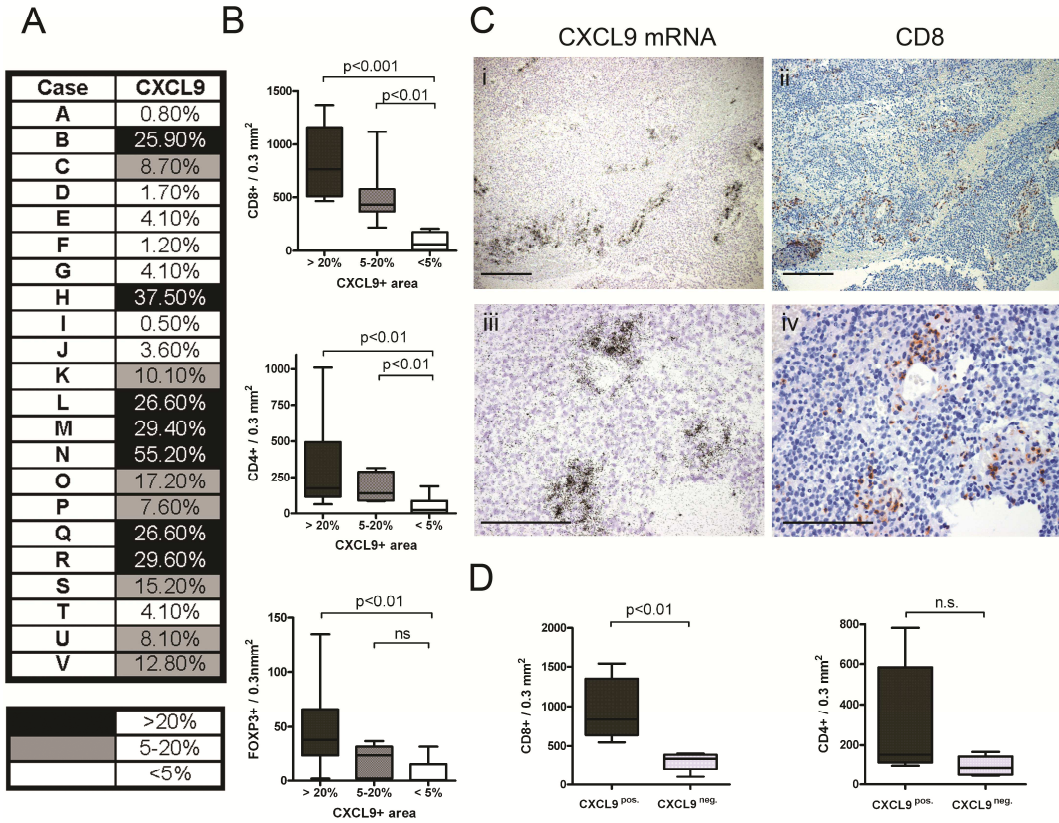 A
Case CXCL9
A 0.80%
B 25.90%
C 8.70%
D 1.70%
E 4.10%
F 1.20%
G 4.10%
H 37.50%
I 0.50%
J 3.60%
K 10.10%
L 26.60%
M 29.40%
N 55.20%
O 17.20%
P 7.60%
Q 26.60%
R 29.60%
S 15.20%
T 4.10%
U 8.10%
V 12.80%
>20%
5-20%
<5%
B
p<0.001
p<0.01
1500
1000
500
0
CD8+ / 0.3 mm²
> 20% 5-20% <5%
CXCL9+ area
p<0.01
p<0.01
1000
750
500
250
0
CD4+ / 0.3 mm²
> 20% 5-20% < 5%
CXCL9+ area
p<0.01
ns
150
100
50
0
FOXP3+ / 0.3nmm²
> 20% 5-20% < 5%
CXCL9+ area
C
CXCL9 mRNA CD8
i ii
iii iv
D
p<0.01
2000
1500
1000
500
0
CD8+ / 0.3 mm²
CXCL9 pos. CXCL9 neg.
n.s.
800
600
400
200
0
CD4+ / 0.3 mm²
CXCL9 pos. CXCL9 neg.